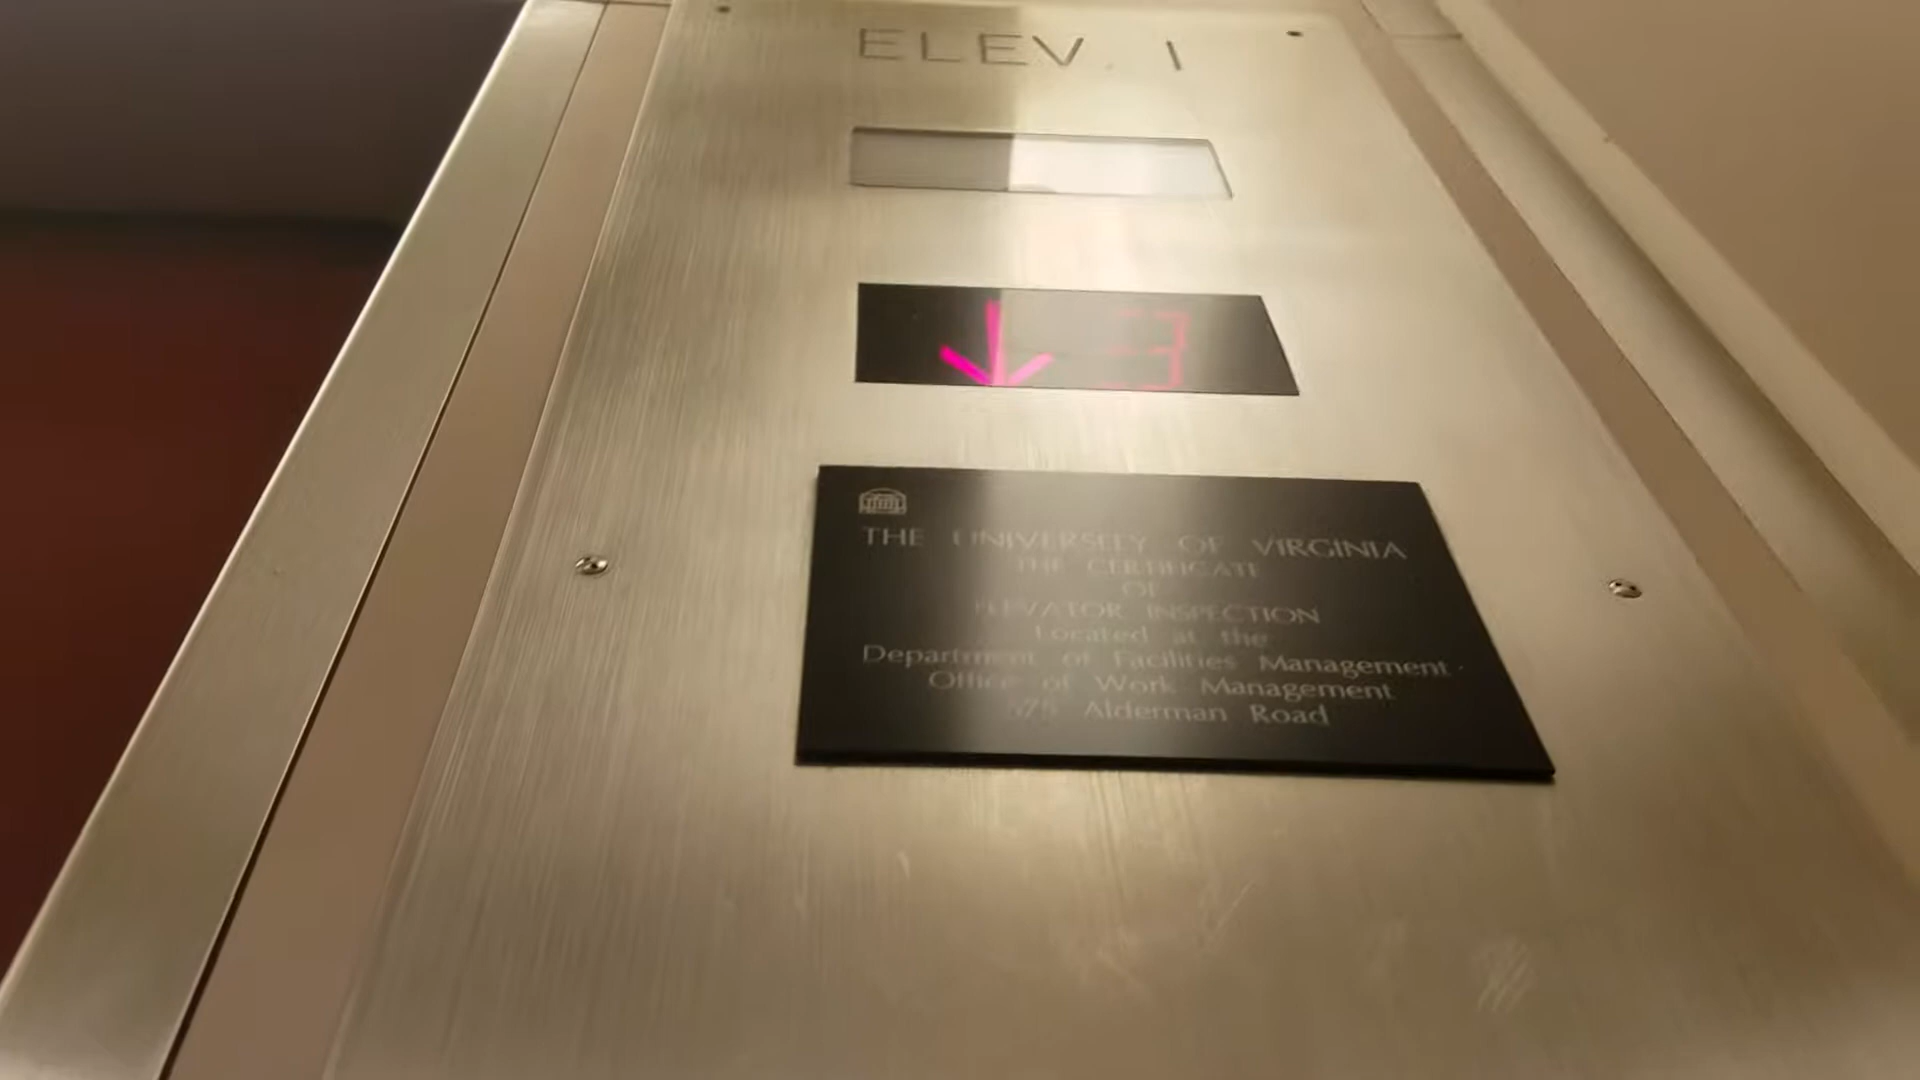 ELEV. 1
3
THE UNIVERSITY OF VIRGINIA
THE CERTIFICATE
OF
ELEVATOR INSPECTION
Located at the
Department of Facilities Management
Office of Work Management
575 Alderman Road